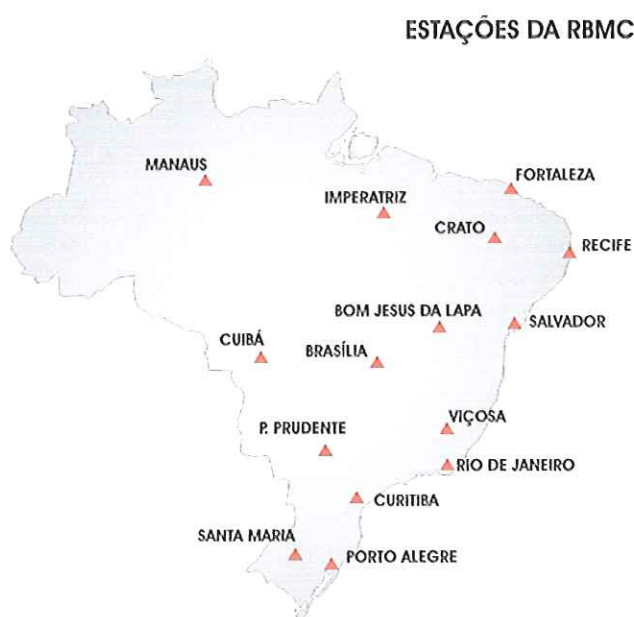 ESTAÇÕES DA RBMC
MANAUS
FORTALEZA
IMPERATRIZ
CRATO
RECIFE
BOM JESUS DA LAPA
SALVADOR
CUIBÁ
BRASÍLIA
VIÇOSA
P. PRUDENTE
RIO DE JANEIRO
CURITIBA
SANTA MARIA
PORTO ALEGRE